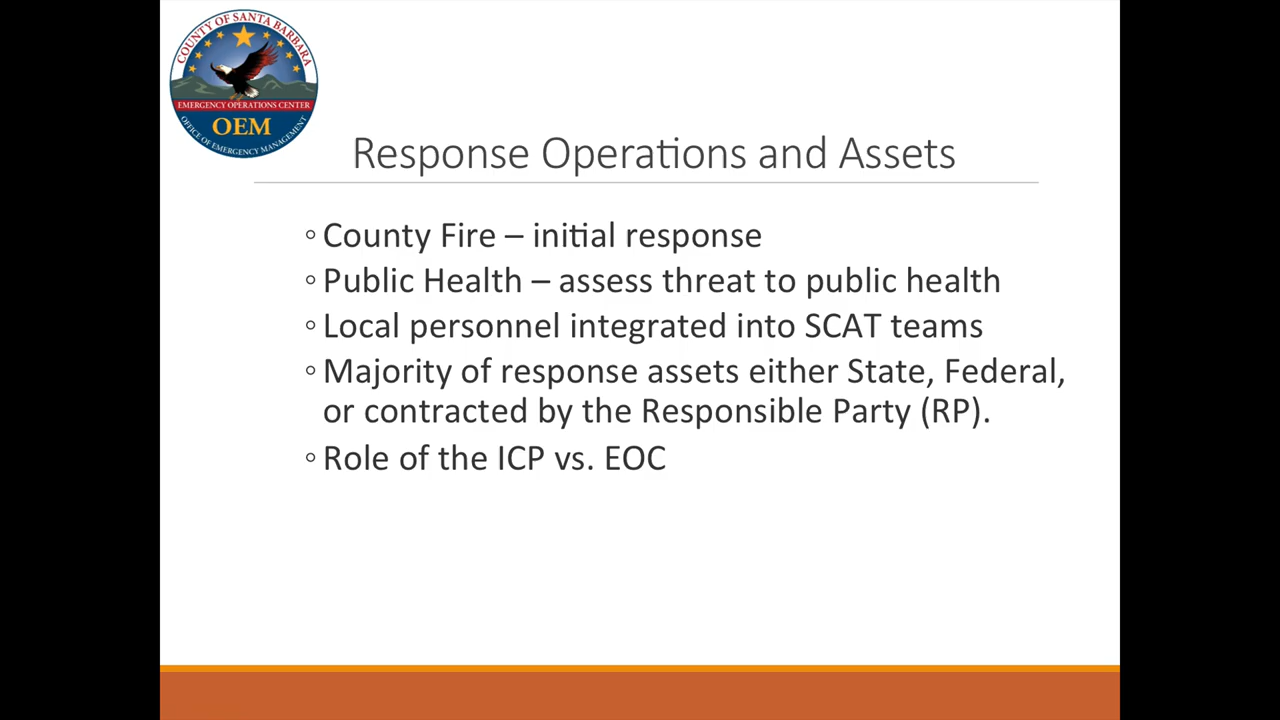 COUNTY OF SANTA BARBARA
EMERGENCY OPERATIONS CENTER
OEM
OFFICE OF EMERGENCY MANAGEMENT
Response Operations and Assets
◦ County Fire – initial response
◦ Public Health – assess threat to public health
◦ Local personnel integrated into SCAT teams
◦ Majority of response assets either State, Federal,
or contracted by the Responsible Party (RP).
◦ Role of the ICP vs. EOC